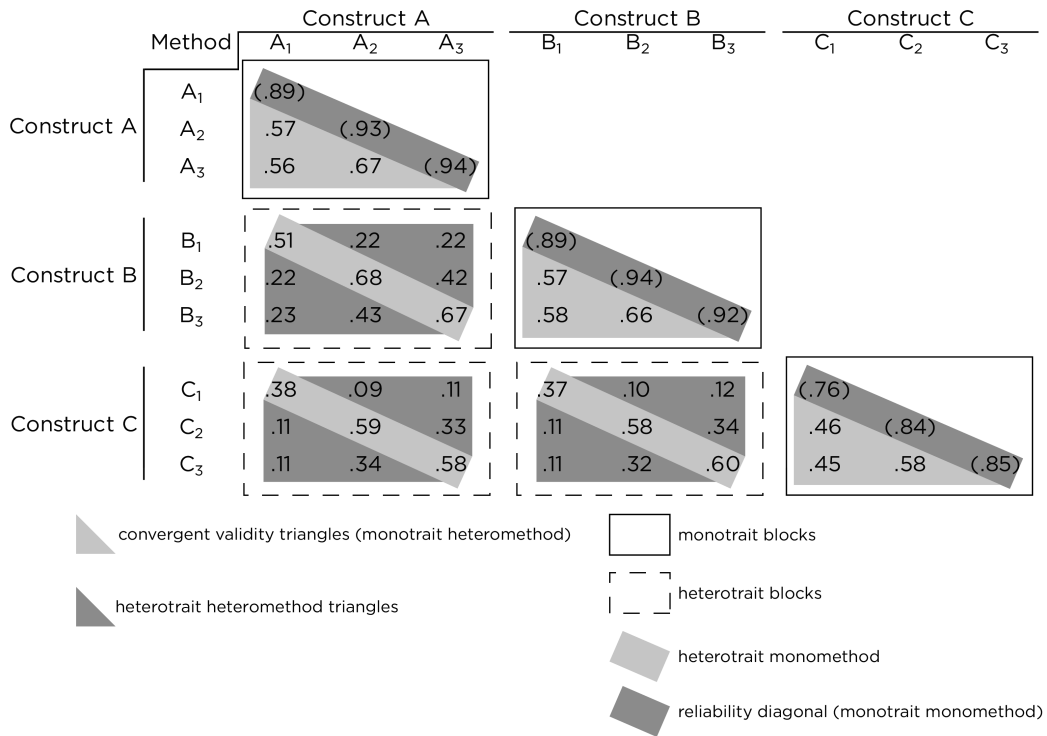 Construct A Construct B Construct C
Method A₁ A₂ A₃ B₁ B₂ B₃ C₁ C₂ C₃
A₁ (.89)
Construct A A₂ .57 (.93)
A₃ .56 .67 (.94)
B₁ .51 .22 .22 (.89)
Construct B B₂ .22 .68 .42 .57 (.94)
B₃ .23 .43 .67 .58 .66 (.92)
C₁ .38 .09 .11 .37 .10 .12 (.76)
Construct C C₂ .11 .59 .33 .11 .58 .34 .46 (.84)
C₃ .11 .34 .58 .11 .32 .60 .45 .58 (.85)
convergent validity triangles (monotrait heteromethod)
heterotrait heteromethod triangles
monotrait blocks
heterotrait blocks
heterotrait monomethod
reliability diagonal (monotrait monomethod)